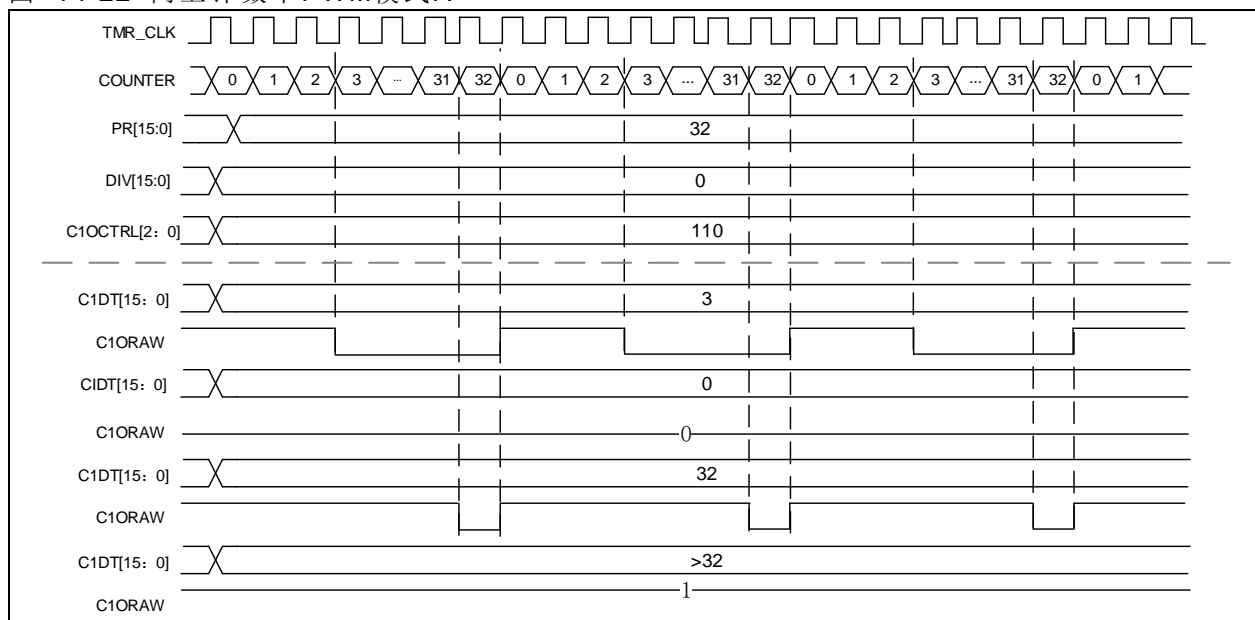 TMR_CLK
COUNTER 0 1 2 3 ... 31 32 0 1 2 3 ... 31 32 0 1 2 3 ... 31 32 0 1
PR[15:0] 32
DIV[15:0] 0
C1OCTRL[2：0] 110
C1DT[15：0] 3
C1ORAW
CIDT[15：0] 0
C1ORAW 0
C1DT[15：0] 32
C1ORAW
C1DT[15：0] >32
C1ORAW 1